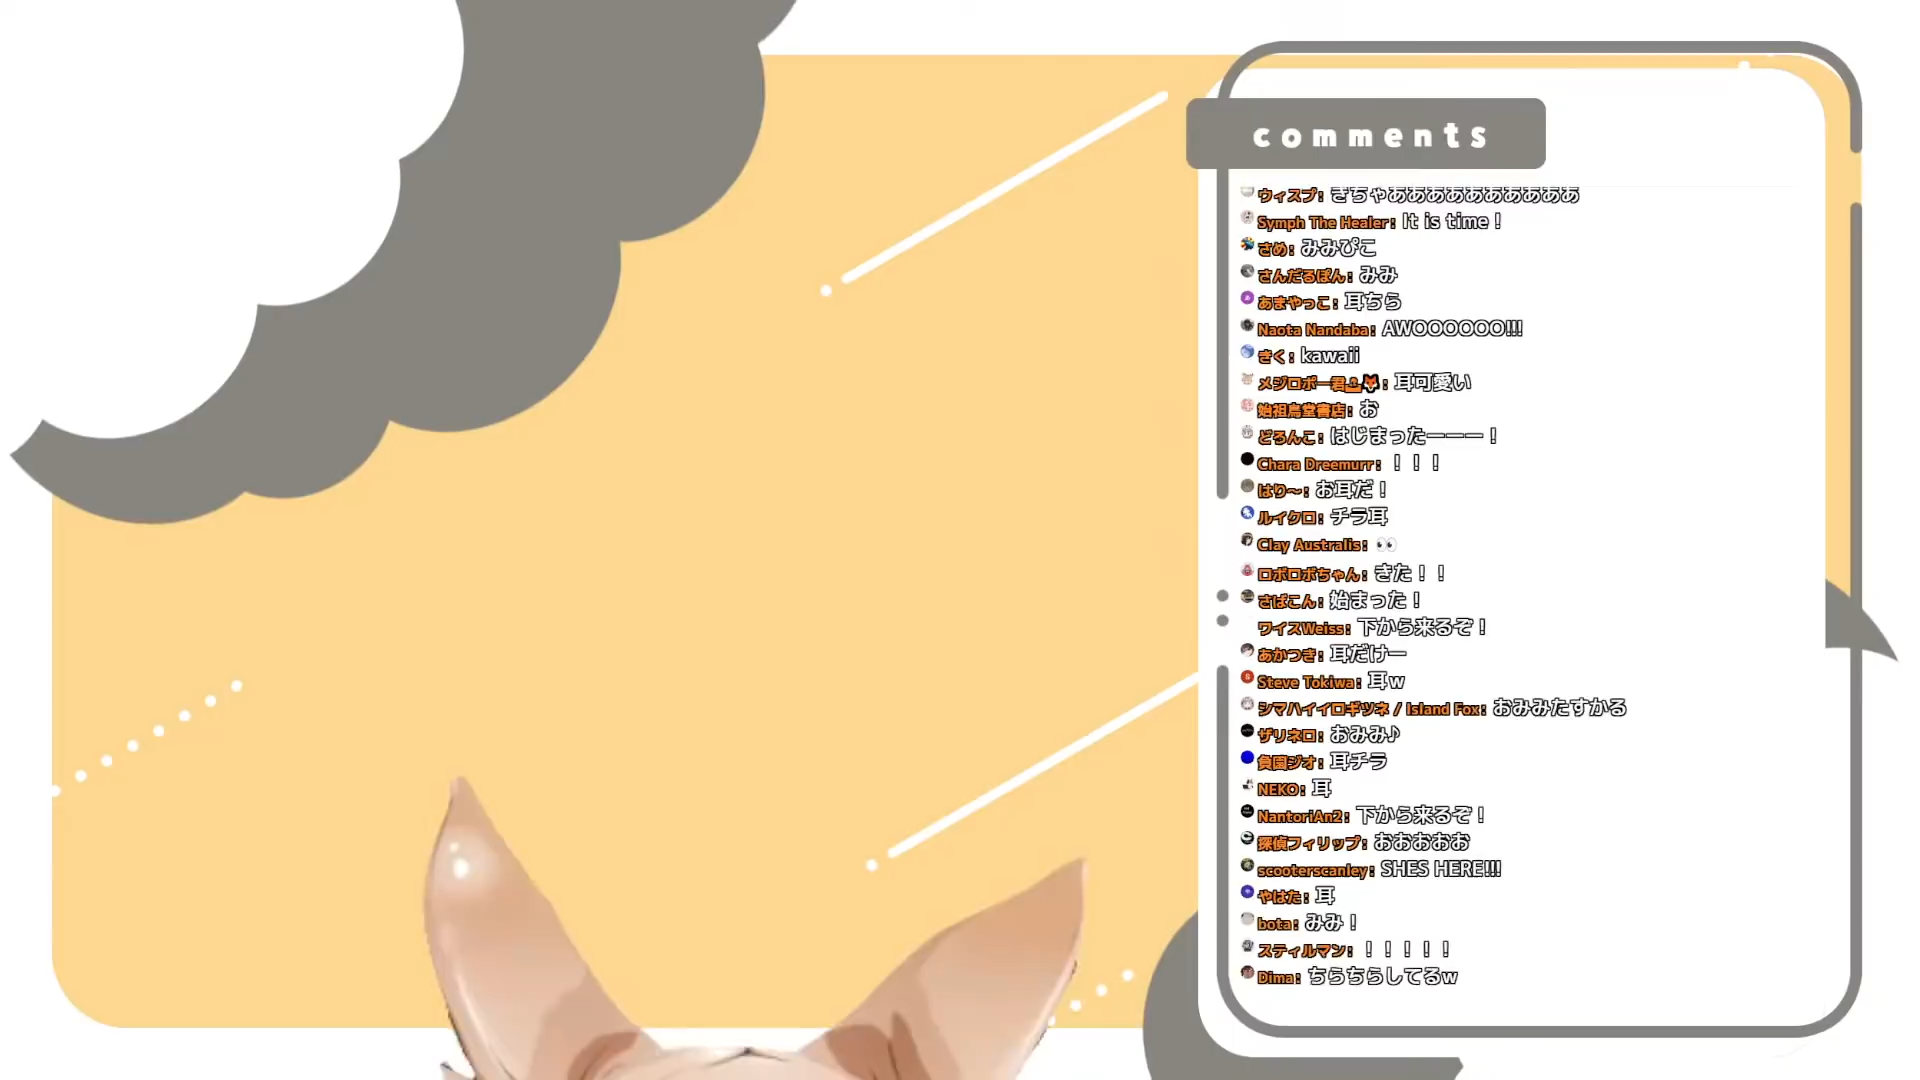 comments
ウィスプ: きちゃあああああああああああ
Symph The Healer: It is time！
さめ: みみぴこ
さんだるぽん: みみ
あまやっこ: 耳ちら
Naota Nandaba: AWOOOOOO!!!
きく: kawaii
メジロボー君: 耳可愛い
始祖鳥堂書店: お
どろんこ: はじまったーーー！
Chara Dreemurr: ！！！
はり〜: お耳だ！
ルイクロ: チラ耳
Clay Australis: 👀
ロボロボちゃん: きた！！
さばこん: 始まった！
ワイスWeiss: 下から来るぞ！
あかつき: 耳だけー
Steve Tokiwa: 耳w
シマハイイロギツネ / Island Fox: おみみたすかる
ザリネロ: おみみ♪
負園ジオ: 耳チラ
NEKO: 耳
NantoriAn2: 下から来るぞ！
探偵フィリップ: おおおおお
scooterscanley: SHES HERE!!!
やはた: 耳
bota: みみ！
スティルマン: ！！！！！
Dima: ちらちらしてるw